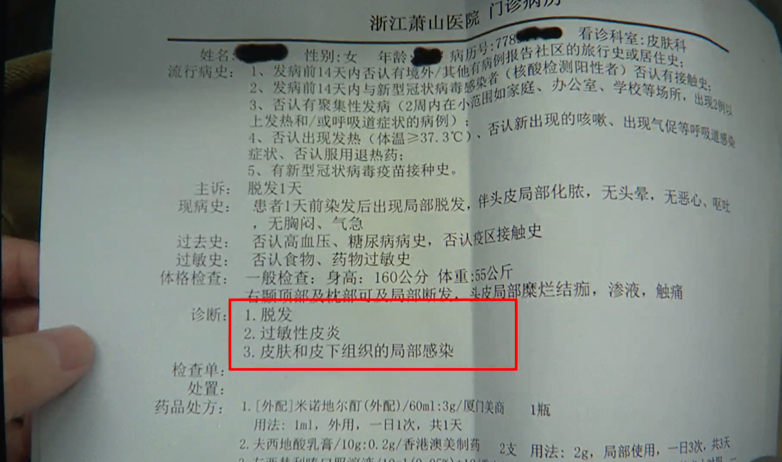 浙江萧山医院 门诊病历
姓名: 性别:女 年龄: 病历号:778 看诊科室:皮肤科
流行病史: 1、发病前14天内否认有境外/其他有病例报告社区的旅行史或居住史;
2、发病前14天内与新型冠状病毒感染者(核酸检测阳性者)否认有接触史;
3、否认有聚集性发病(2周内在小范围如家庭、办公室、学校等场所,出现2例以
上发热和/或呼吸道症状的病例);
4、否认出现发热(体温≥37.3℃)、否认新出现的咳嗽、出现气促等呼吸道感染
症状、否认服用退热药;
5、有新型冠状病毒疫苗接种史。
主诉: 脱发1天
现病史: 患者1天前染发后出现局部脱发,伴头皮局部化脓,无头晕,无恶心、呕吐
,无胸闷、气急
过去史: 否认高血压、糖尿病病史,否认疫区接触史
过敏史: 否认食物、药物过敏史
体格检查: 一般检查:身高:160公分 体重:55公斤
右颞顶部及枕部可及局部断发,头皮局部糜烂结痂,渗液,触痛
诊断: 1.脱发
2.过敏性皮炎
3.皮肤和皮下组织的局部感染
检查单:
处置:
药品处方: 1.[外配]米诺地尔酊(外配)/60ml:3g/厦门美商 1瓶
用法:1ml,外用,一日1次,共1天
2.夫西地酸乳膏/10g:0.2g/香港澳美制药 2支 用法:2g,局部使用,一日3次,共3天